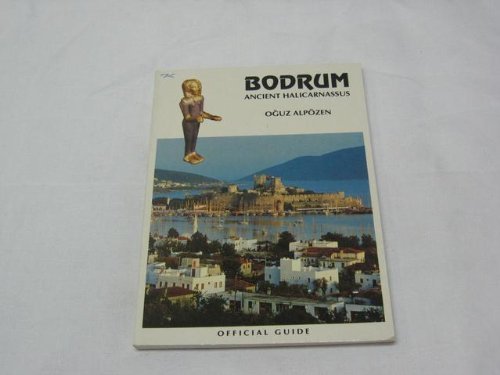 BODRUM
ANCIENT HALICARNASSUS
OĞUZ ALPÖZEN
OFFICIAL GUIDE